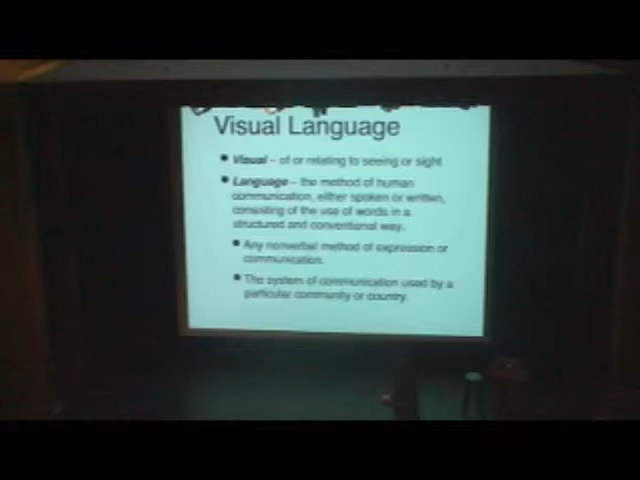 Visual Language
• Visual – of or relating to seeing or sight
• Language – the method of human
communication, either spoken or written,
consisting of the use of words in a
structured and conventional way.
• Any nonverbal method of expression or
communication.
• The system of communication used by a
particular community or country.